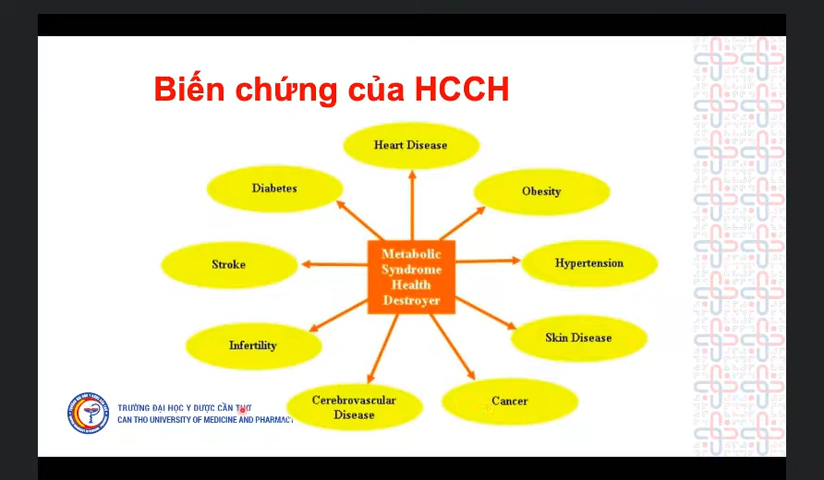 Biến chứng của HCCH
Heart Disease
Diabetes
Obesity
Stroke
Metabolic
Syndrome
Health
Destroyer
Hypertension
Infertility
Skin Disease
Cerebrovascular
Disease
Cancer
TRƯỜNG ĐẠI HỌC Y DƯỢC CẦN THƠ
CAN THO UNIVERSITY OF MEDICINE AND PHARMACY